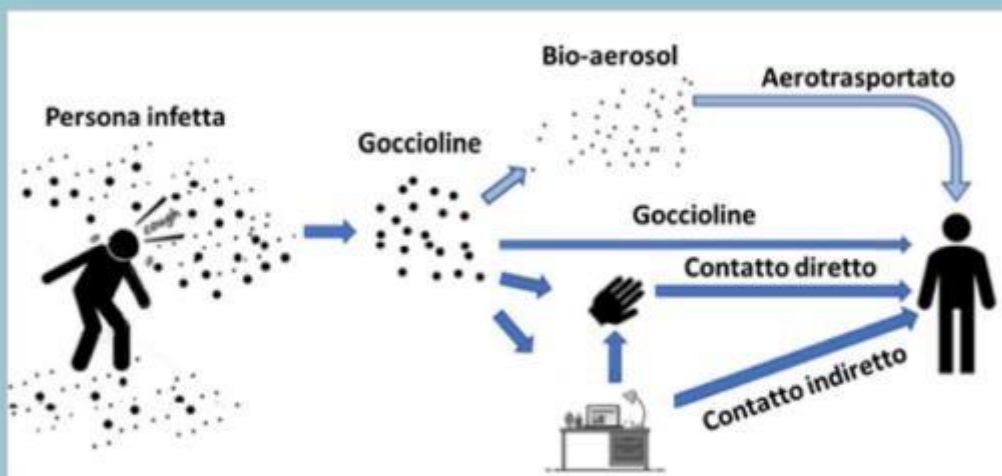 Bio-aerosol
Aerotrasportato
Persona infetta
Goccioline
Goccioline
Contatto diretto
Contatto indiretto